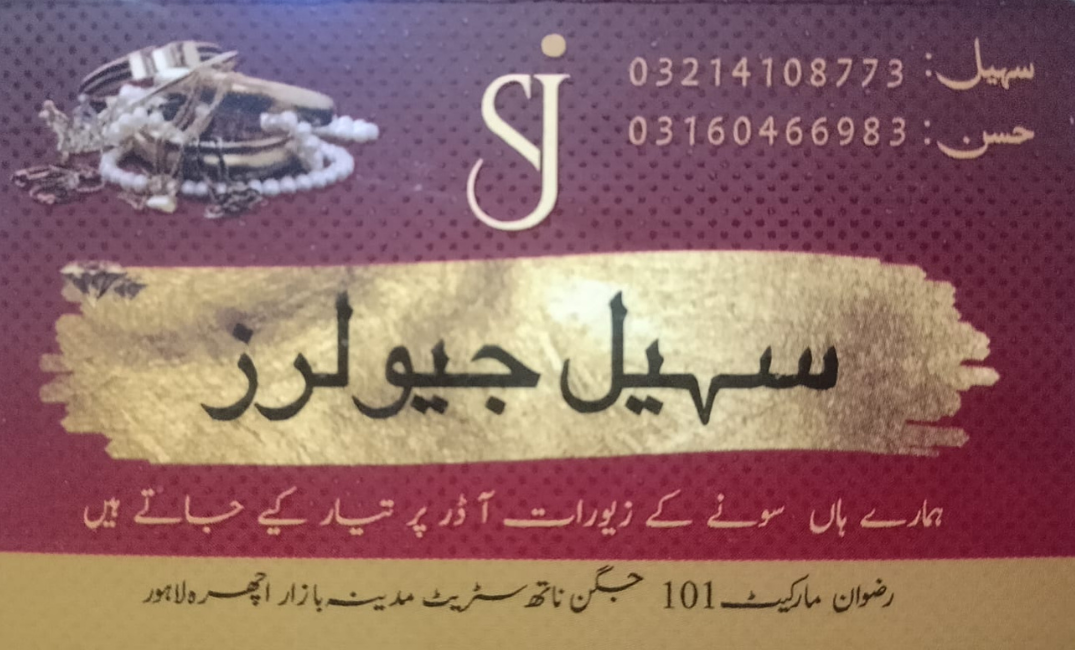 SJ
سہیل: 03214108773
حسن: 03160466983
سہیل جیولرز
ہمارے ہاں سونے کے زیورات آڈر پر تیار کیے جاتے ہیں
رضوان مارکیٹ 101 جگن ناتھ سٹریٹ مدینہ بازار اچھرہ لاہور